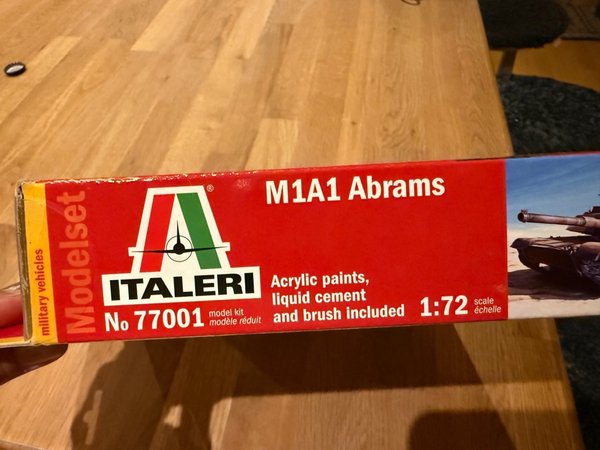 military vehicles
Modelset
®
ITALERI
No 77001 model kit
modèle réduit
M1A1 Abrams
Acrylic paints,
liquid cement
and brush included
1:72 scale
échelle